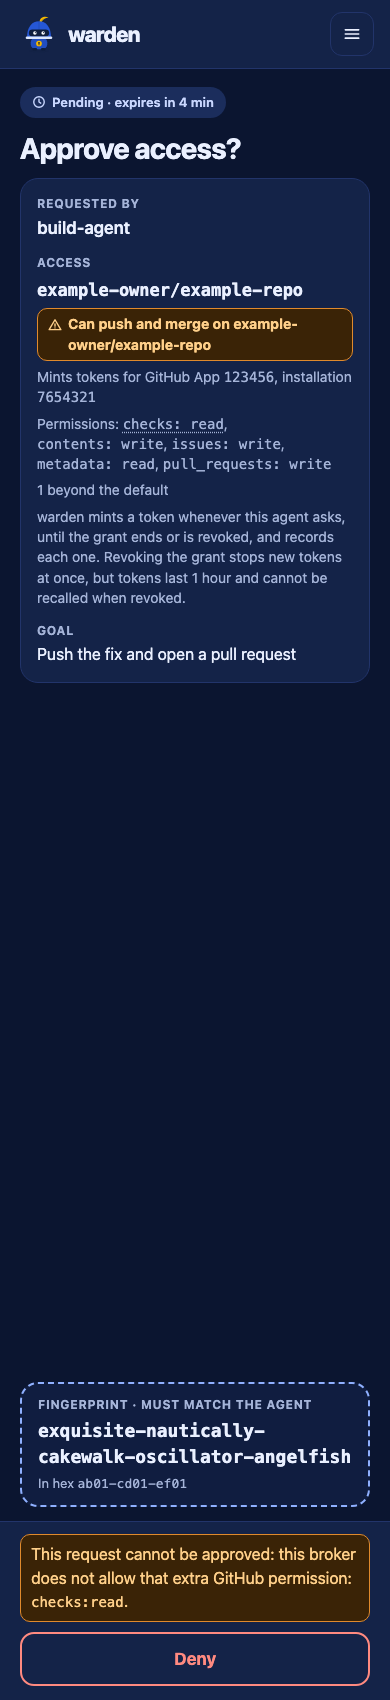 warden
Pending · expires in 4 min
Approve access?
REQUESTED BY
build-agent
ACCESS
example-owner/example-repo
Can push and merge on example-
owner/example-repo
Mints tokens for GitHub App 123456, installation
7654321
Permissions: checks: read,
contents: write, issues: write,
metadata: read, pull_requests: write
1 beyond the default
warden mints a token whenever this agent asks,
until the grant ends or is revoked, and records
each one. Revoking the grant stops new tokens
at once, but tokens last 1 hour and cannot be
recalled when revoked.
GOAL
Push the fix and open a pull request
FINGERPRINT · MUST MATCH THE AGENT
exquisite-nautically-
cakewalk-oscillator-angelfish
In hex ab01-cd01-ef01
This request cannot be approved: this broker
does not allow that extra GitHub permission:
checks:read.
Deny